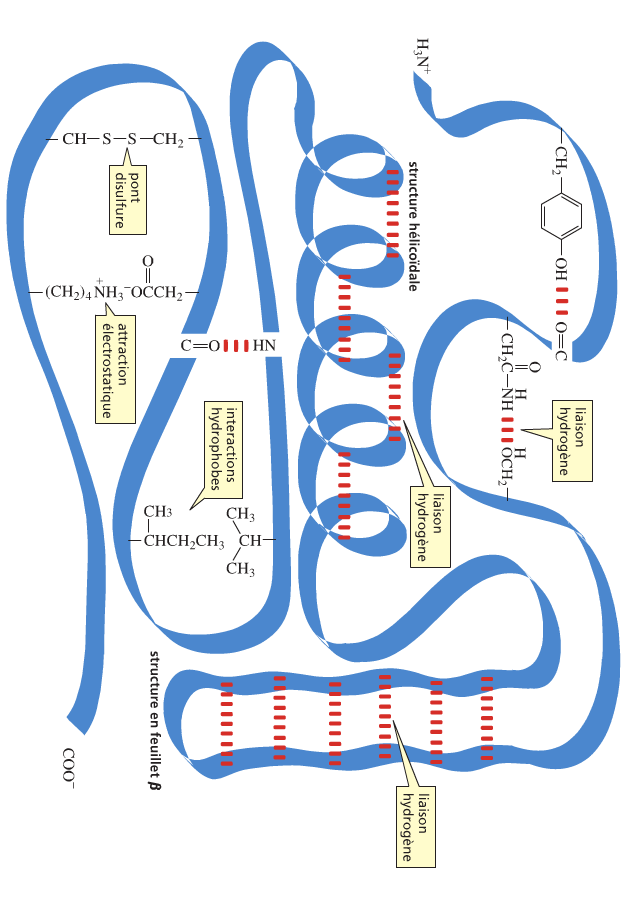 H₃N⁺
—CH₂—
—OH
O=C
—CH₂C—NH
O
H
H
OCH₂—
liaison
hydrogène
structure hélicoïdale
liaison
hydrogène
—CH—S—S—CH₂—
pont
disulfure
—(CH₂)₄NH₃ ⁻OCCH₂—
+
O
attraction
électrostatique
C=O
HN
interactions
hydrophobes
CH₃
—CHCH₂CH₃
CH₃
CH—
CH₃
structure en feuillet β
liaison
hydrogène
COO⁻